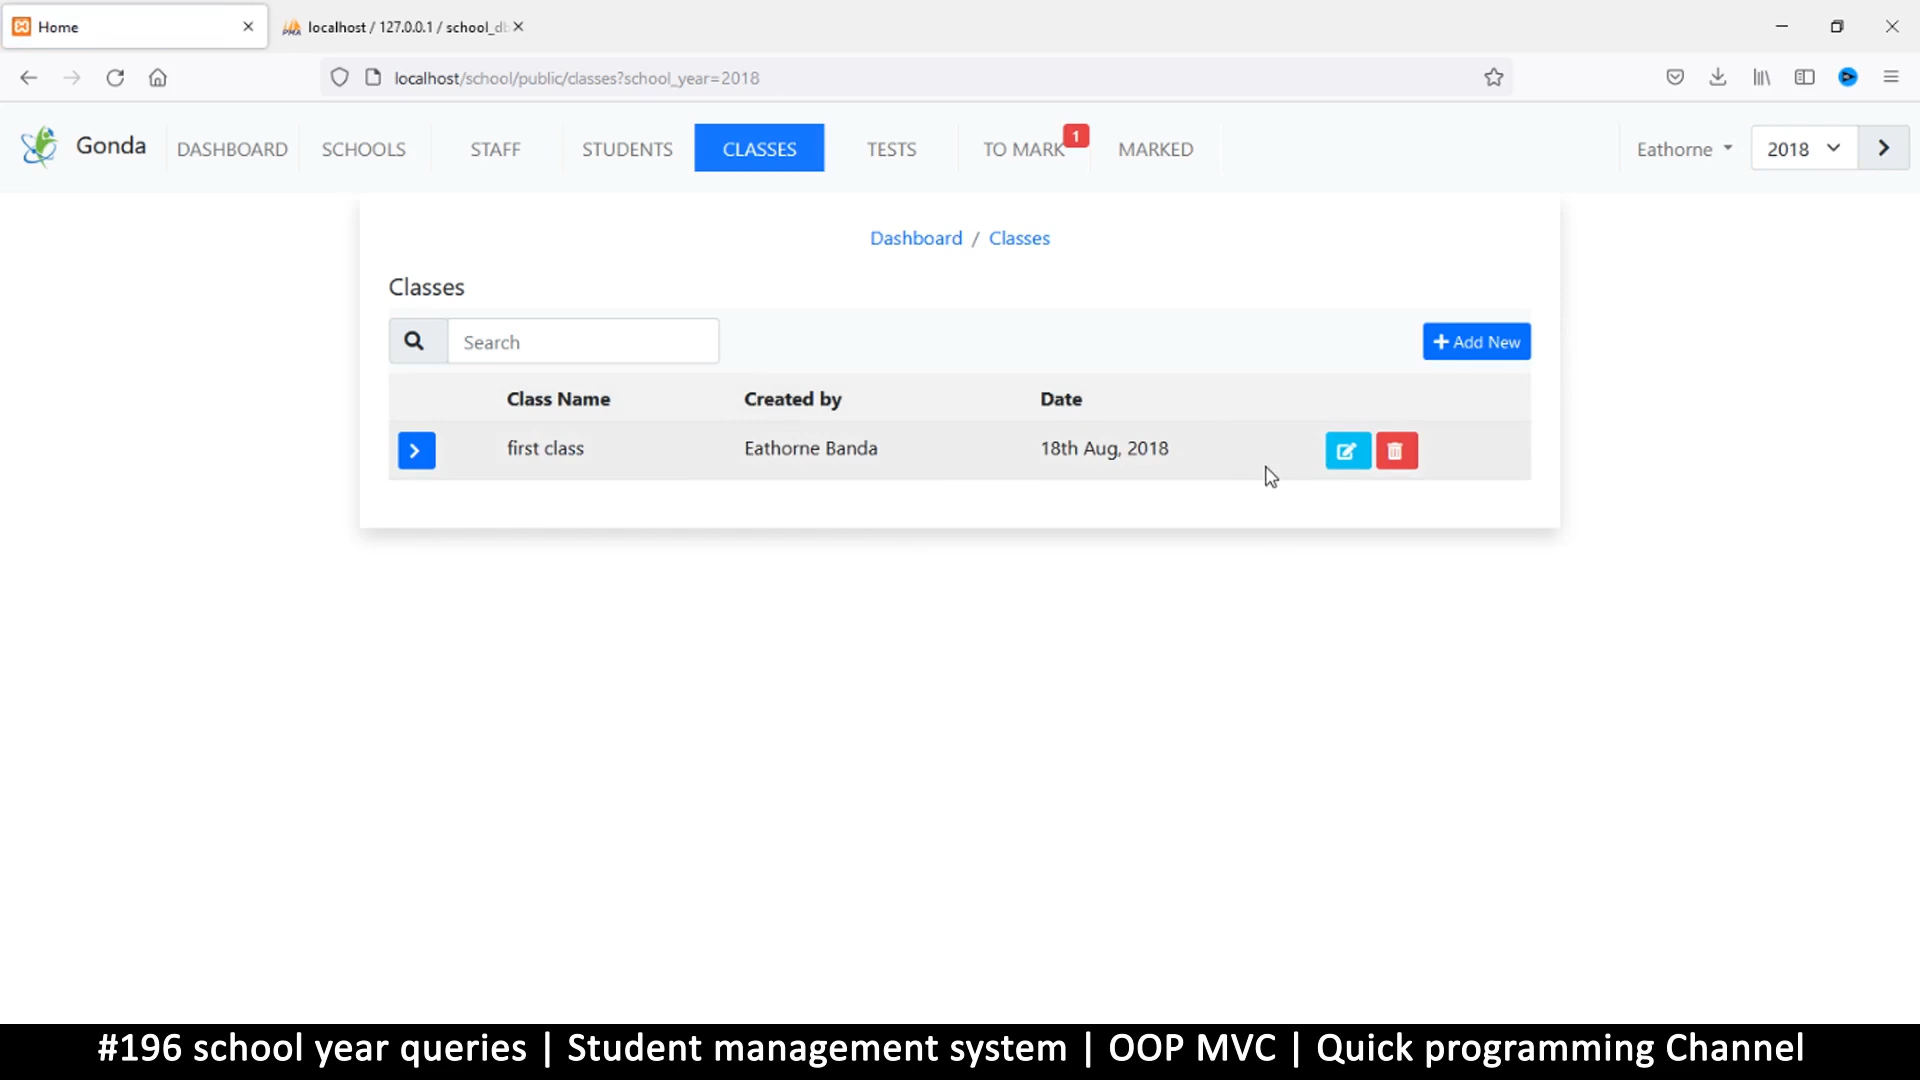 Home
localhost / 127.0.0.1 / school_db
localhost/school/public/classes?school_year=2018
Gonda
DASHBOARD
SCHOOLS
STAFF
STUDENTS
CLASSES
TESTS
TO MARK
1
MARKED
Eathorne
2018
Dashboard / Classes
Classes
Search
Add New
Class Name Created by Date
first class Eathorne Banda 18th Aug, 2018
#196 school year queries | Student management system | OOP MVC | Quick programming Channel